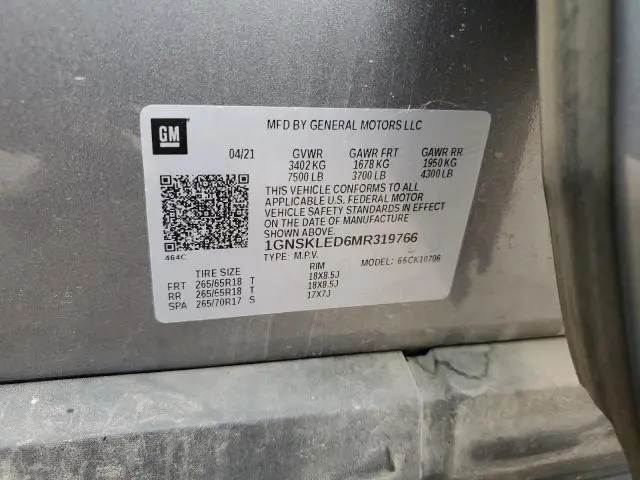 GM
MFD BY GENERAL MOTORS LLC
04/21 GVWR GAWR FRT GAWR RR
3402 KG 1678 KG 1950 KG
7500 LB 3700 LB 4300 LB
THIS VEHICLE CONFORMS TO ALL
APPLICABLE U.S. FEDERAL MOTOR
VEHICLE SAFETY STANDARDS IN EFFECT
ON THE DATE OF MANUFACTURE
SHOWN ABOVE.
1GNSKLED6MR319766
464C
TYPE: M.P.V. MODEL: 66CK10706
TIRE SIZE RIM
FRT 265/65R18 T 18X8.5J
RR 265/65R18 T 18X8.5J
SPA 265/70R17 S 17X7J